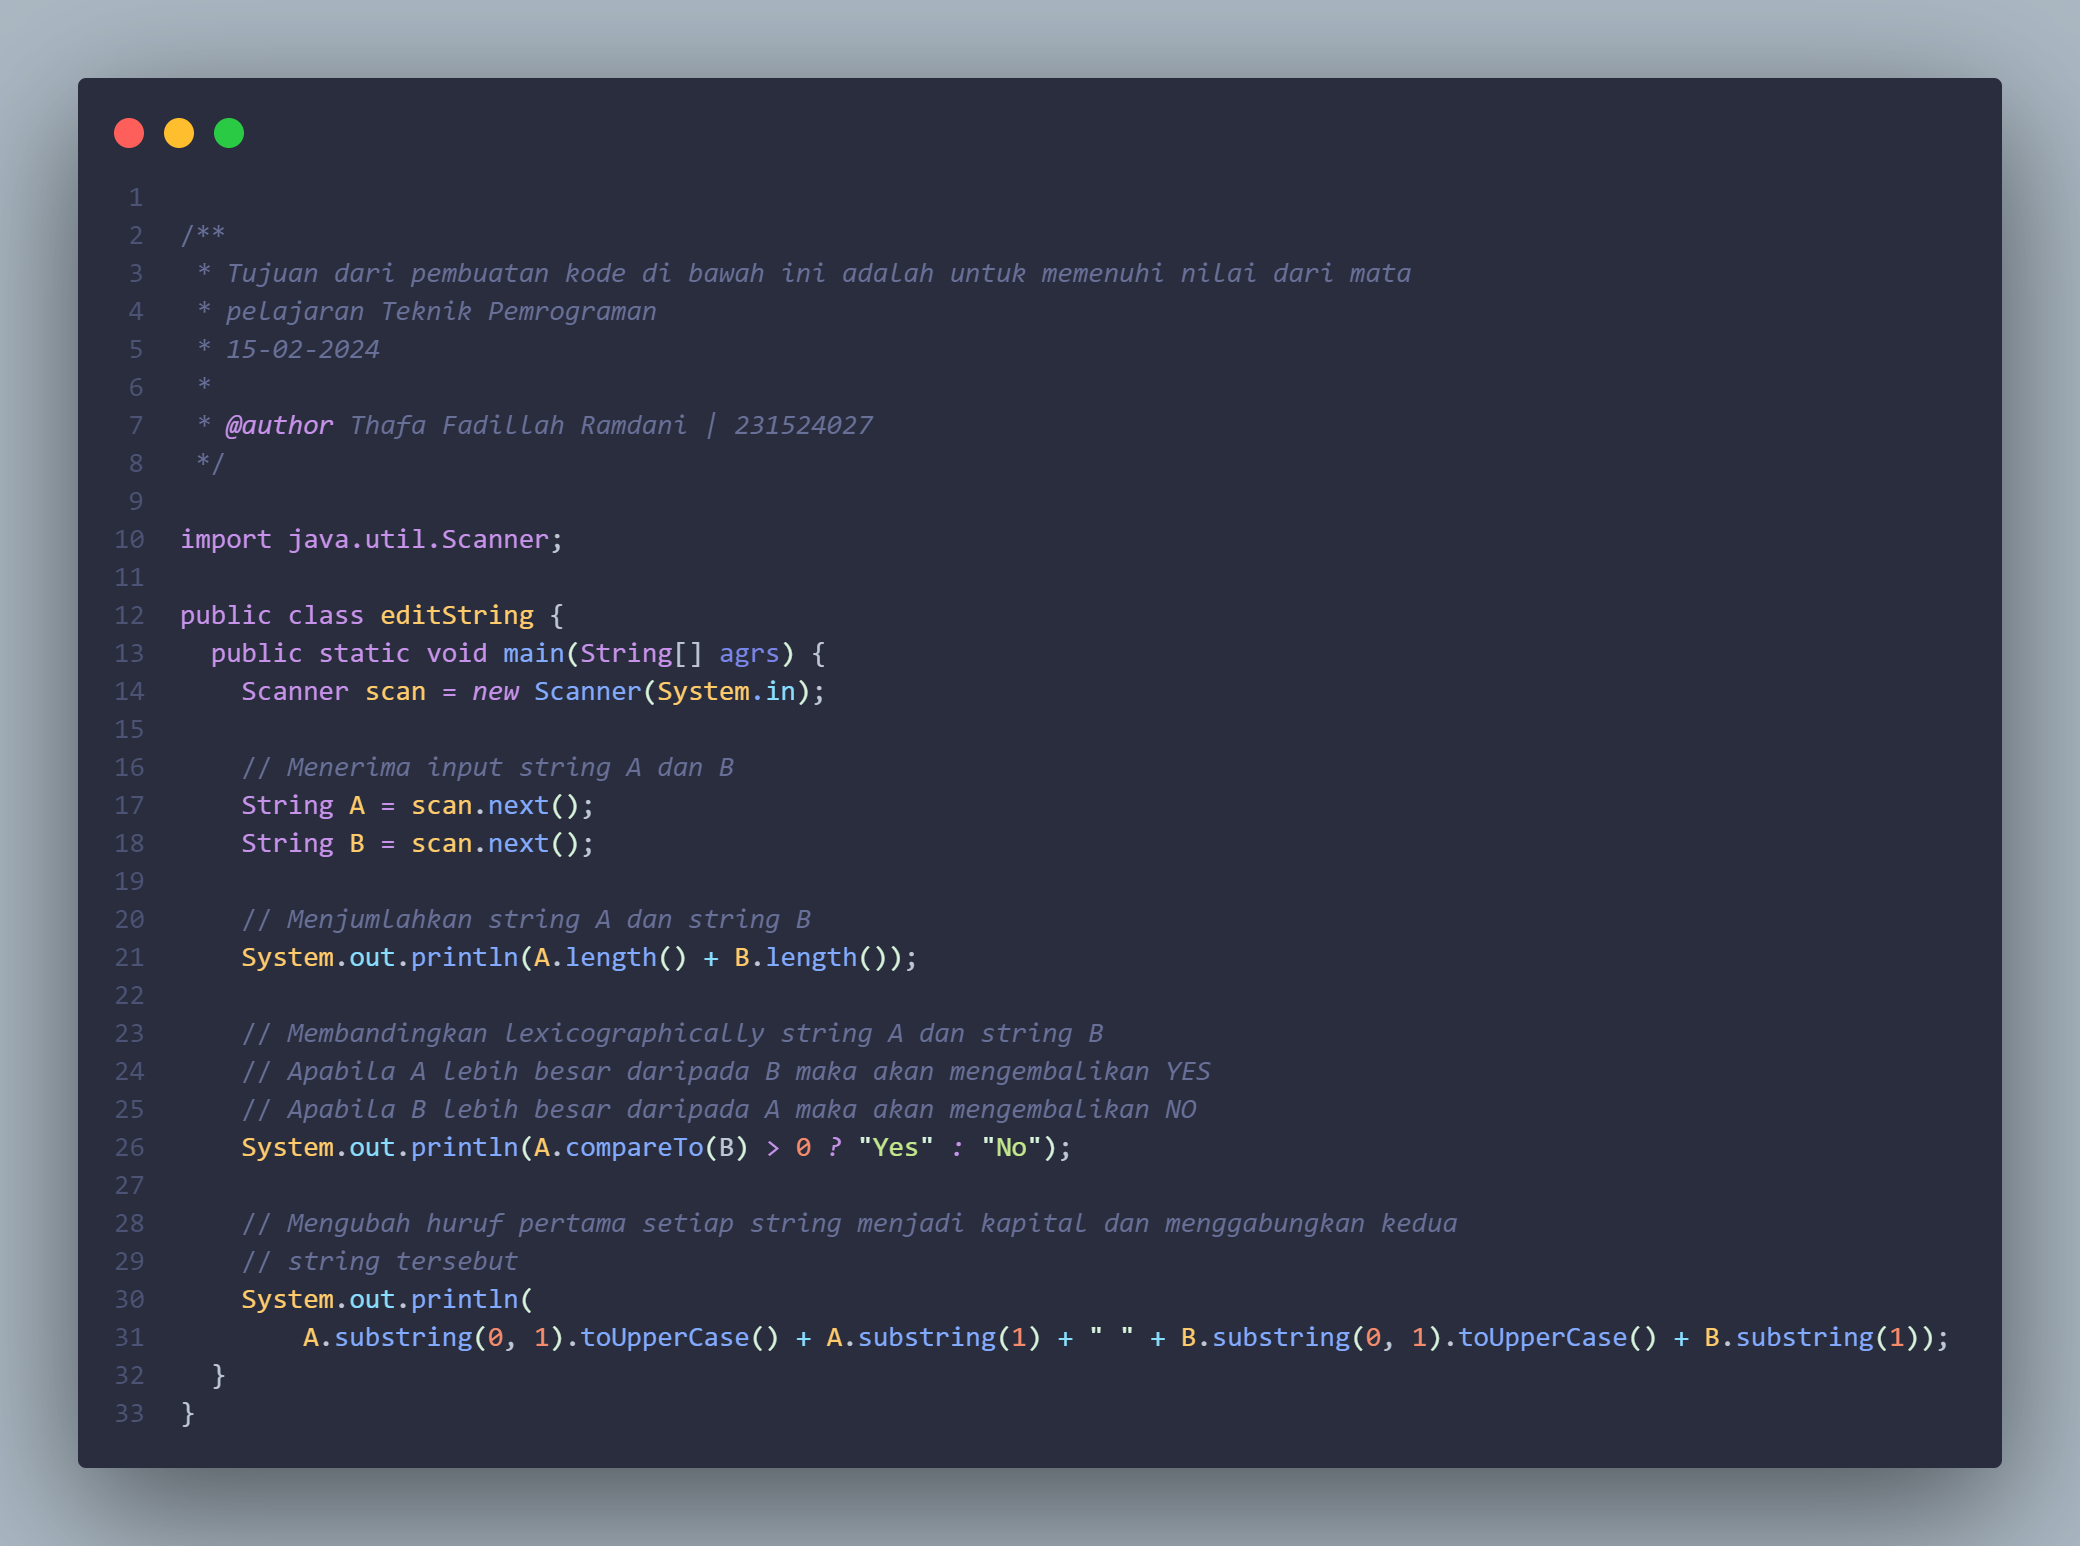 1
2 /**
3  * Tujuan dari pembuatan kode di bawah ini adalah untuk memenuhi nilai dari mata
4  * pelajaran Teknik Pemrograman
5  * 15-02-2024
6  *
7  * @author Thafa Fadillah Ramdani | 231524027
8  */
9
10 import java.util.Scanner;
11
12 public class editString {
13   public static void main(String[] agrs) {
14     Scanner scan = new Scanner(System.in);
15
16     // Menerima input string A dan B
17     String A = scan.next();
18     String B = scan.next();
19
20     // Menjumlahkan string A dan string B
21     System.out.println(A.length() + B.length());
22
23     // Membandingkan lexicographically string A dan string B
24     // Apabila A lebih besar daripada B maka akan mengembalikan YES
25     // Apabila B lebih besar daripada A maka akan mengembalikan NO
26     System.out.println(A.compareTo(B) > 0 ? "Yes" : "No");
27
28     // Mengubah huruf pertama setiap string menjadi kapital dan menggabungkan kedua
29     // string tersebut
30     System.out.println(
31         A.substring(0, 1).toUpperCase() + A.substring(1) + " " + B.substring(0, 1).toUpperCase() + B.substring(1));
32   }
33 }